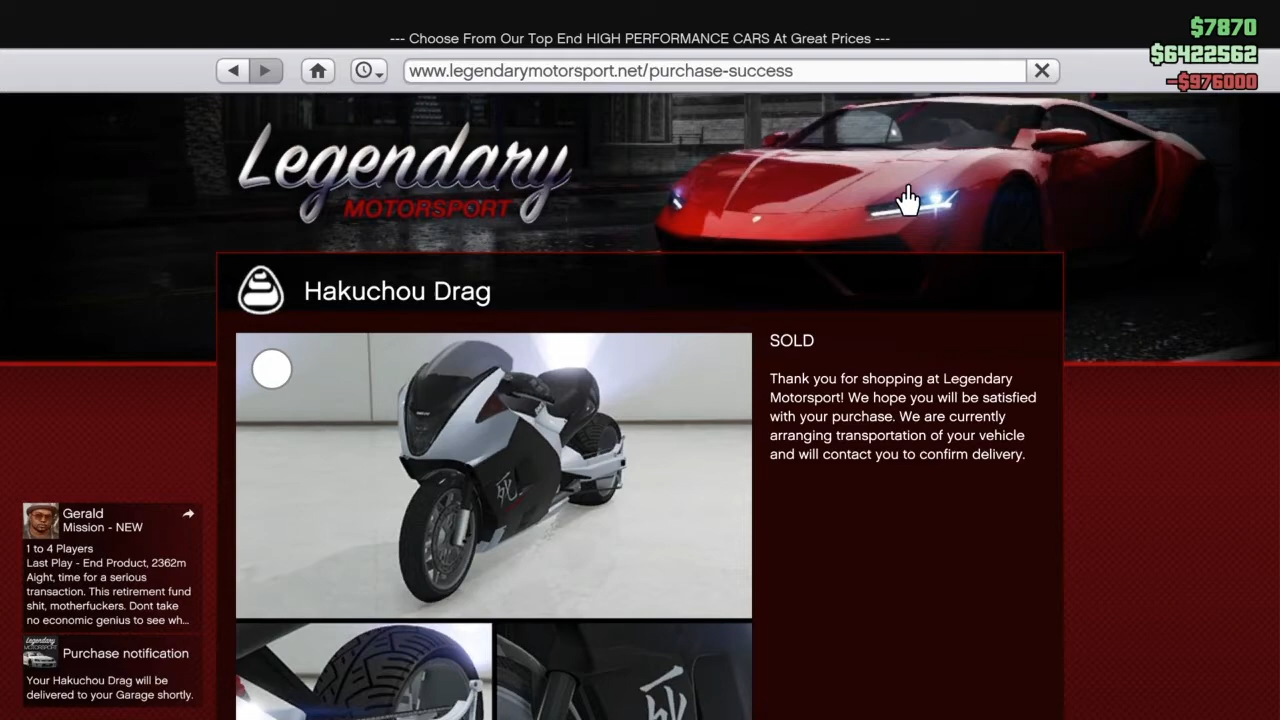 --- Choose From Our Top End HIGH PERFORMANCE CARS At Great Prices ---
$7870
$6422562
-$976000
www.legendarymotorsport.net/purchase-success
Legendary
MOTORSPORT
Hakuchou Drag
SOLD
Thank you for shopping at Legendary
Motorsport! We hope you will be satisfied
with your purchase. We are currently
arranging transportation of your vehicle
and will contact you to confirm delivery.
死
死
Gerald
Mission - NEW
1 to 4 Players
Last Play - End Product, 2362m
Aight, time for a serious
transaction. This retirement fund
shit, motherfuckers. Dont take
no economic genius to see wh...
Legendary
MOTORSPORT
Purchase notification
Your Hakuchou Drag will be
delivered to your Garage shortly.